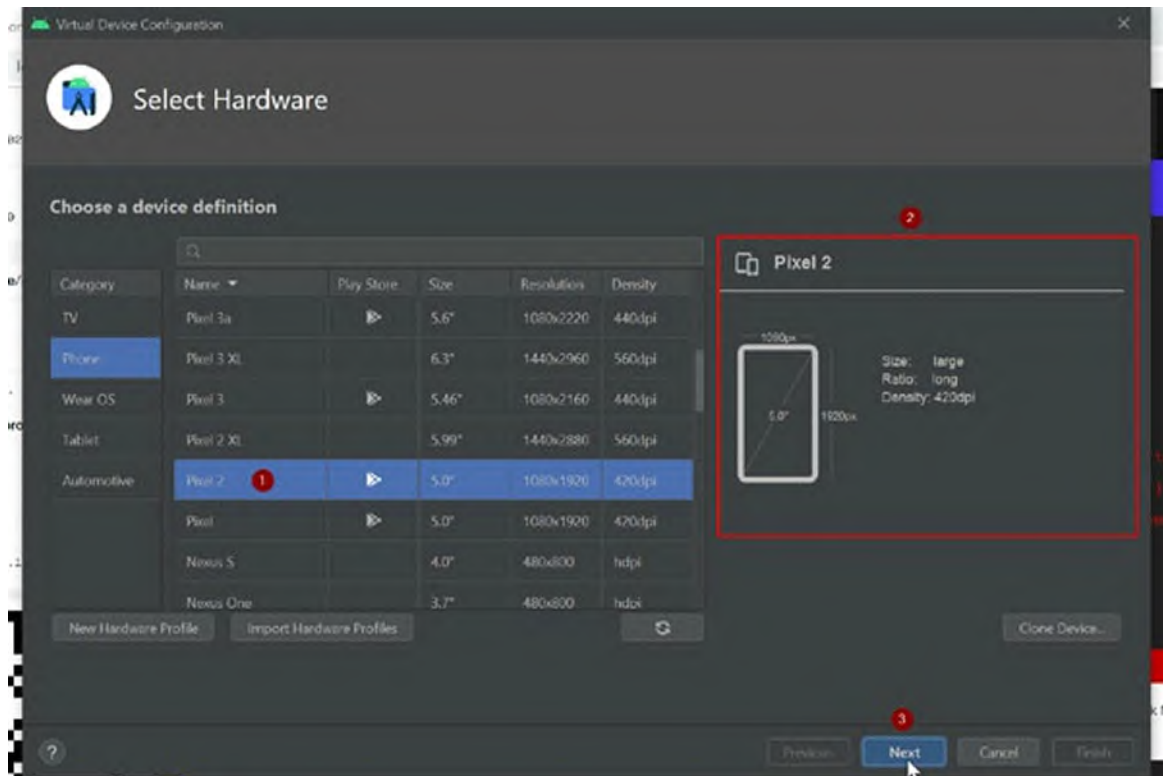 Virtual Device Configuration
Select Hardware
Choose a device definition
2
Pixel 2
Category Name Play Store Size Resolution Density
TV Pixel 3a 5.6" 1080x2220 440dpi
Phone Pixel 3 XL 6.3" 1440x2960 560dpi
Wear OS Pixel 3 5.46" 1080x2160 440dpi
Tablet Pixel 2 XL 5.99" 1440x2880 560dpi
Automotive Pixel 2 1 5.0" 1080x1920 420dpi
Pixel 5.0" 1080x1920 420dpi
Nexus S 4.0" 480x800 hdpi
Nexus One 3.7" 480x800 hdpi
1080px
5.0" 1920px
Size: large
Ratio: long
Density: 420dpi
New Hardware Profile Import Hardware Profiles Clone Device...
3
? Previous Next Cancel Finish